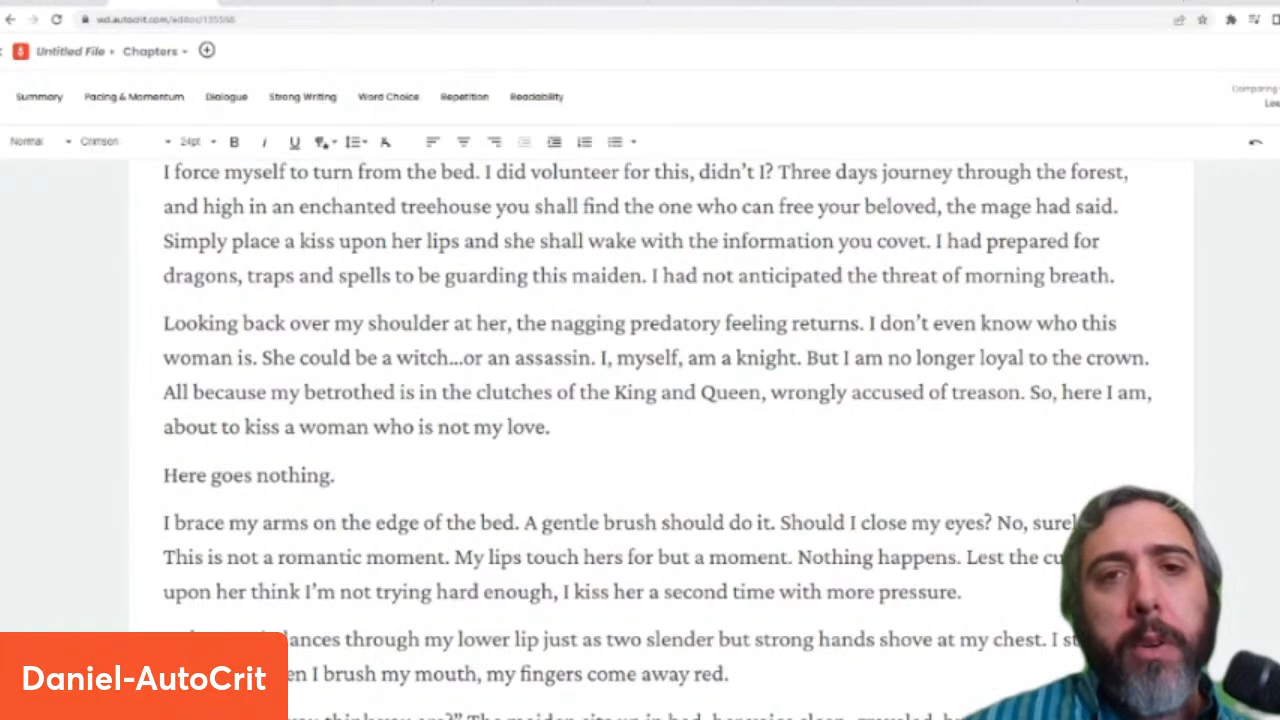 wd.autocrit.com/editor/135586
Untitled File Chapters
Summary Pacing & Momentum Dialogue Strong Writing Word Choice Repetition Readability
Comparing
Normal Crimson 24pt B i U
I force myself to turn from the bed. I did volunteer for this, didn't I? Three days journey through the forest,
and high in an enchanted treehouse you shall find the one who can free your beloved, the mage had said.
Simply place a kiss upon her lips and she shall wake with the information you covet. I had prepared for
dragons, traps and spells to be guarding this maiden. I had not anticipated the threat of morning breath.
Looking back over my shoulder at her, the nagging predatory feeling returns. I don't even know who this
woman is. She could be a witch...or an assassin. I, myself, am a knight. But I am no longer loyal to the crown.
All because my betrothed is in the clutches of the King and Queen, wrongly accused of treason. So, here I am,
about to kiss a woman who is not my love.
Here goes nothing.
I brace my arms on the edge of the bed. A gentle brush should do it. Should I close my eyes? No, surel
This is not a romantic moment. My lips touch hers for but a moment. Nothing happens. Lest the cu
upon her think I'm not trying hard enough, I kiss her a second time with more pressure.
lances through my lower lip just as two slender but strong hands shove at my chest. I
en I brush my mouth, my fingers come away red.
Daniel-AutoCrit